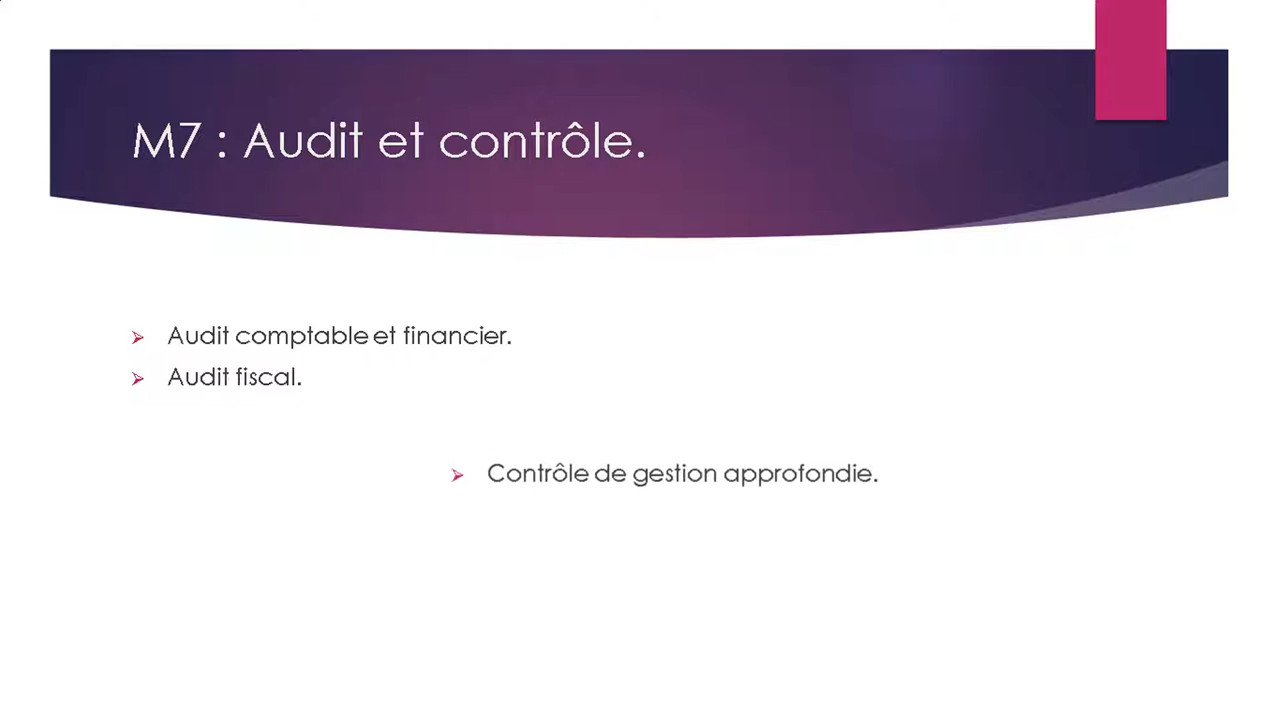 M7 : Audit et contrôle.
Audit comptable et financier.
Audit fiscal.
Contrôle de gestion approfondie.